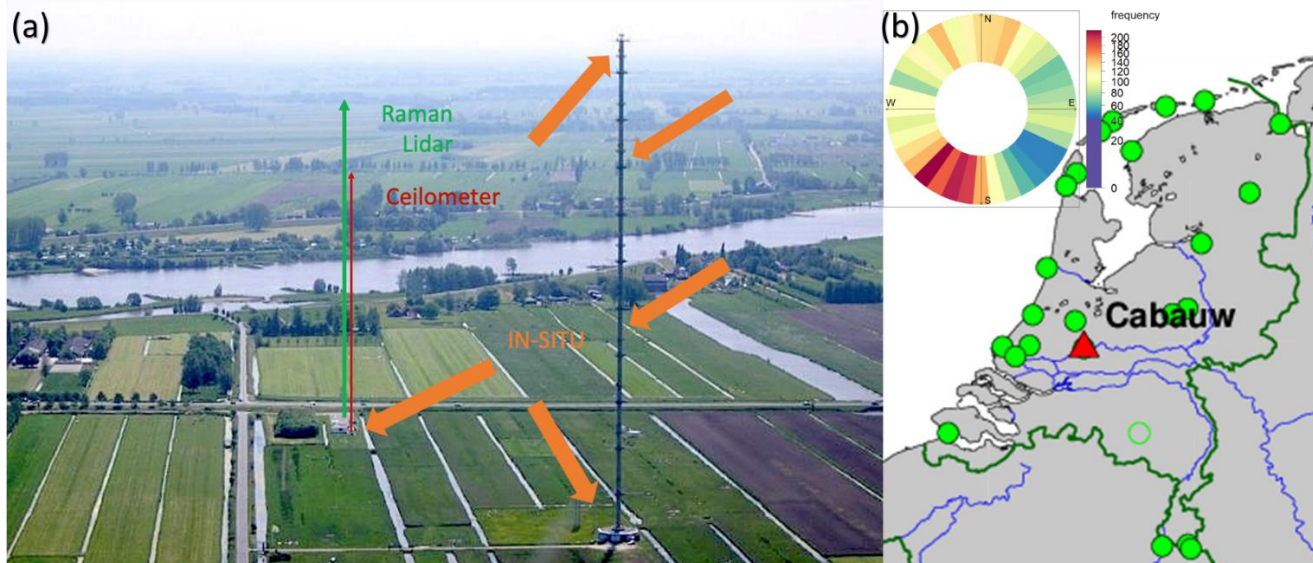 (a)
Raman
Lidar
Ceilometer
IN-SITU
(b)
N
W
E
S
frequency
200
180
160
140
120
100
80
60
40
20
0
Cabauw